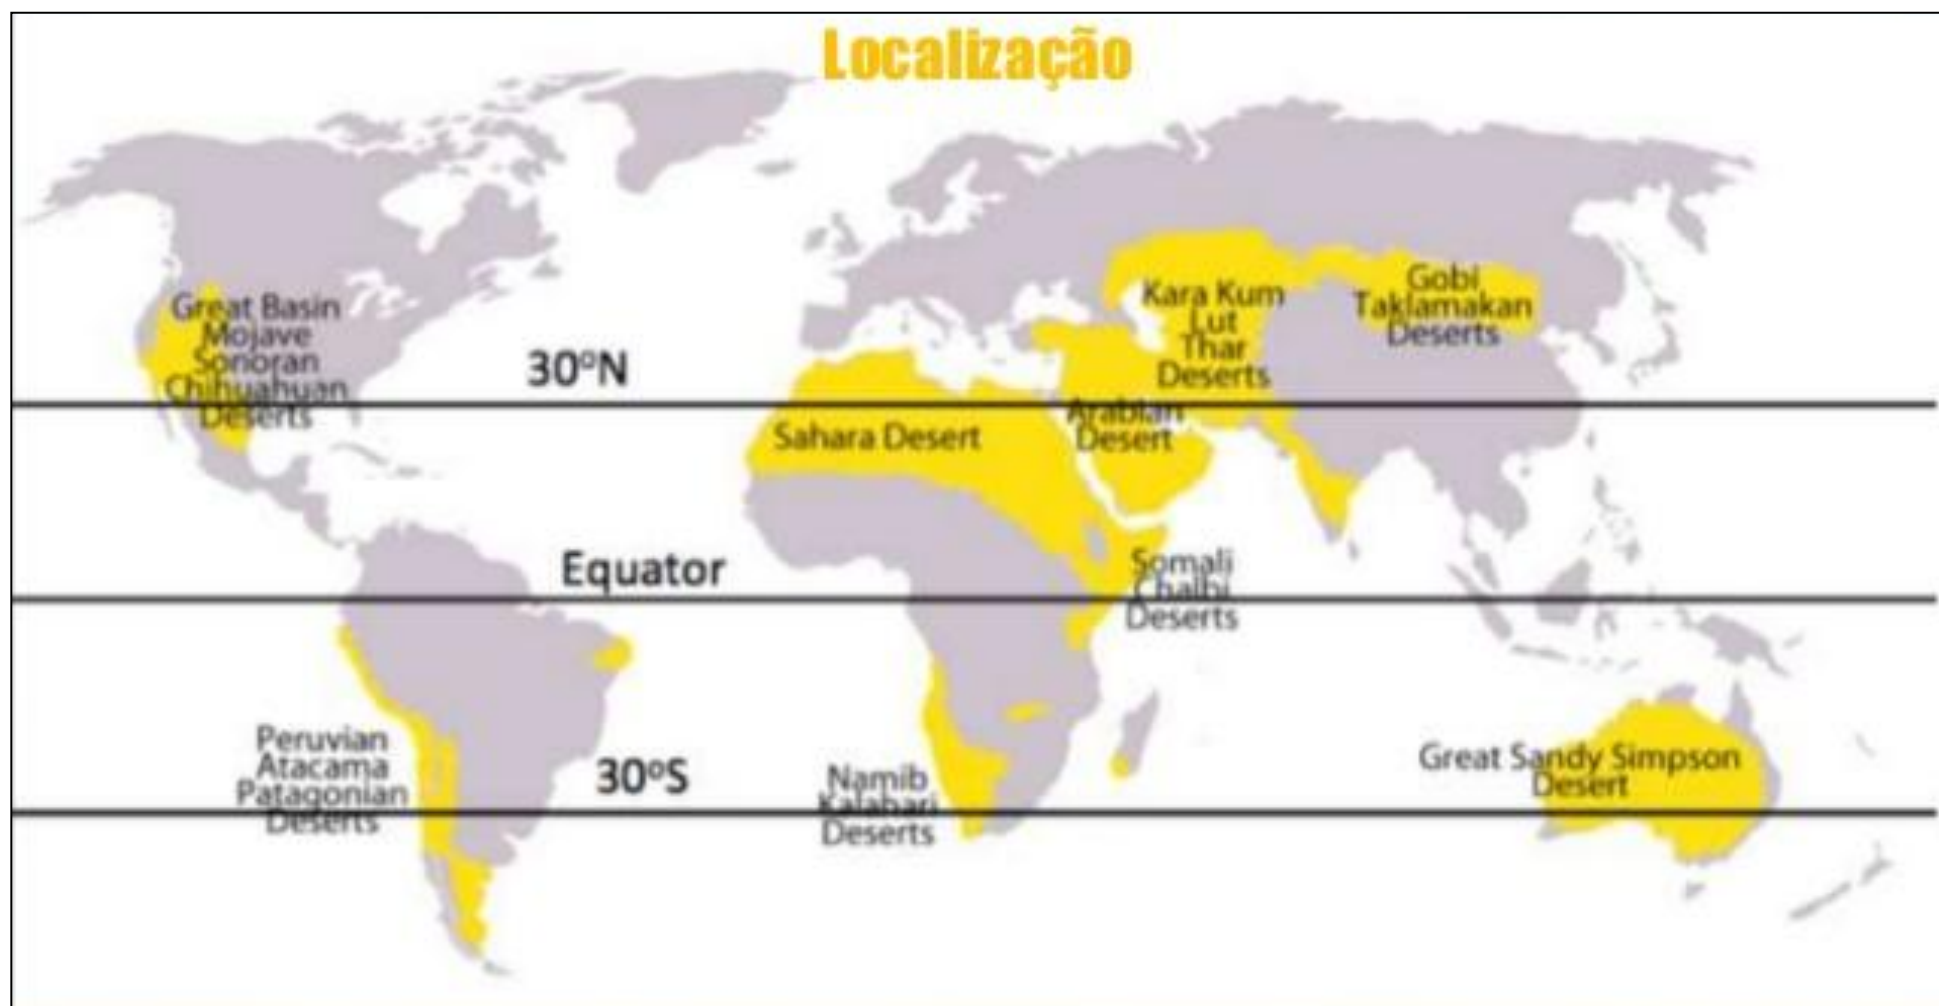 Localização
Great Basin
Mojave
Sonoran
Chihuahuan
Deserts
30ºN
Kara Kum
Lut
Thar
Deserts
Gobi
Taklamakan
Deserts
Sahara Desert
Arabian
Desert
Equator
Somali
Chalbi
Deserts
Peruvian
Atacama
Patagonian
Deserts
30ºS
Namib
Kalahari
Deserts
Great Sandy Simpson
Desert